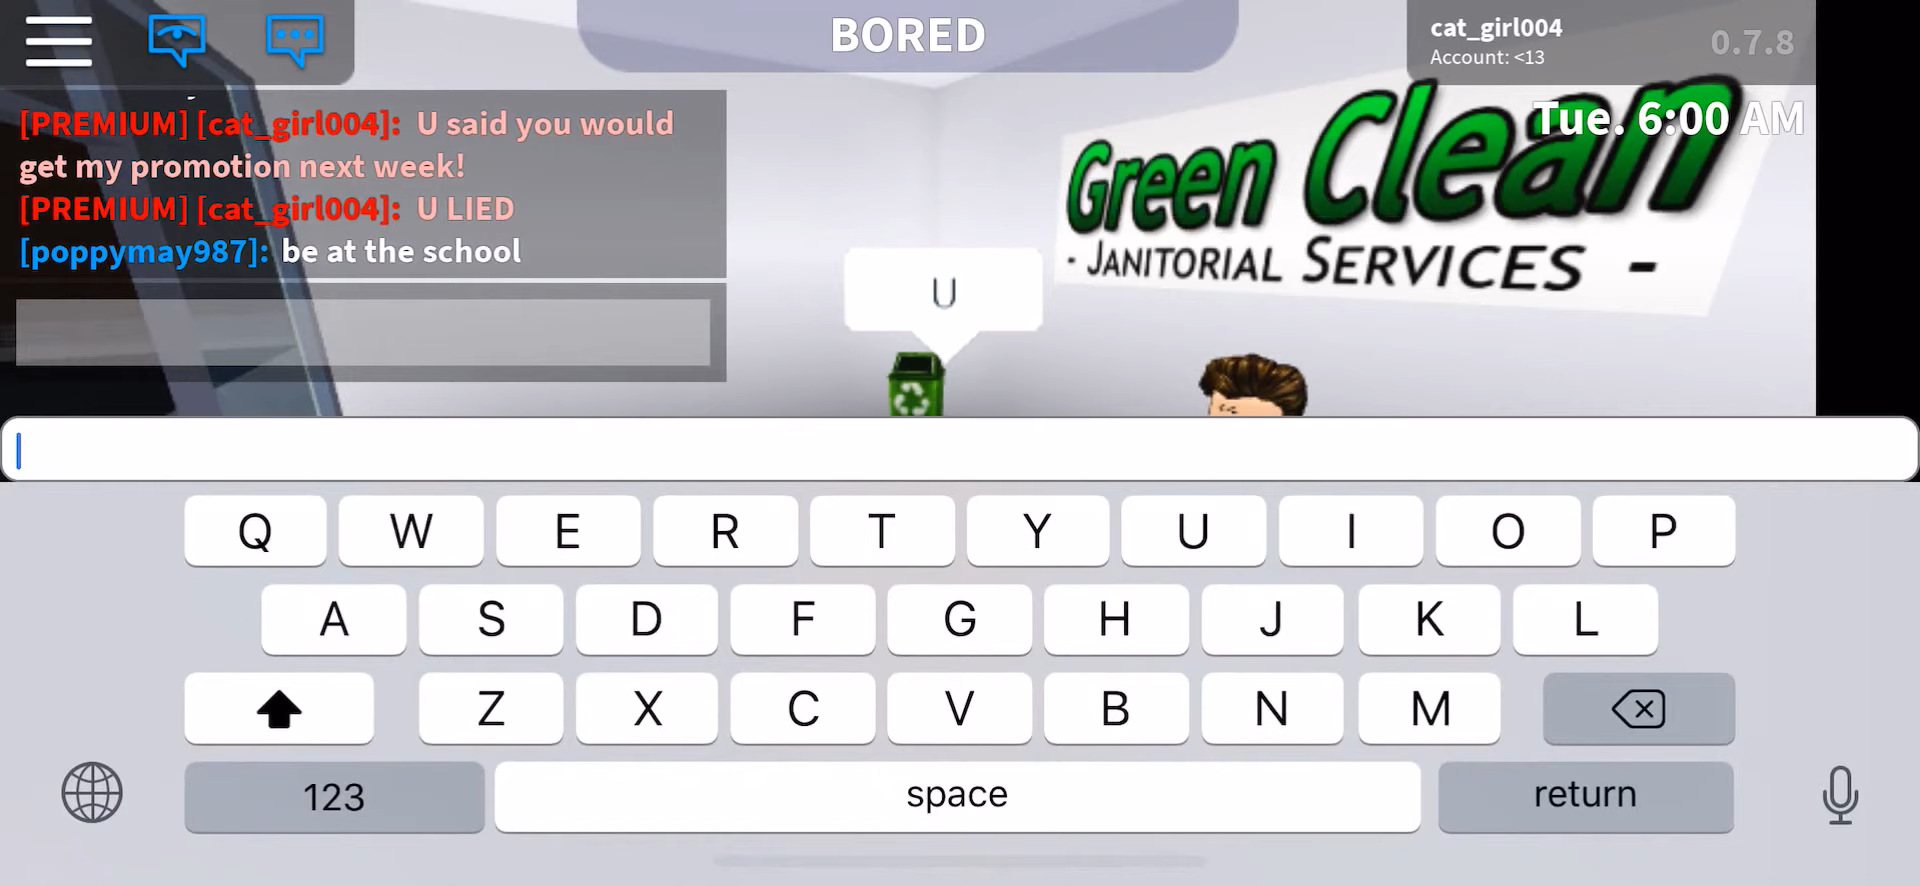 BORED
cat_girl004
Account: <13
0.7.8
Tue. 6:00 AM
[PREMIUM] [cat_girl004]: U said you would
get my promotion next week!
[PREMIUM] [cat_girl004]: U LIED
[poppymay987]: be at the school
Green Clean
- JANITORIAL SERVICES -
U
Q W E R T Y U I O P
A S D F G H J K L
Z X C V B N M
123 space return